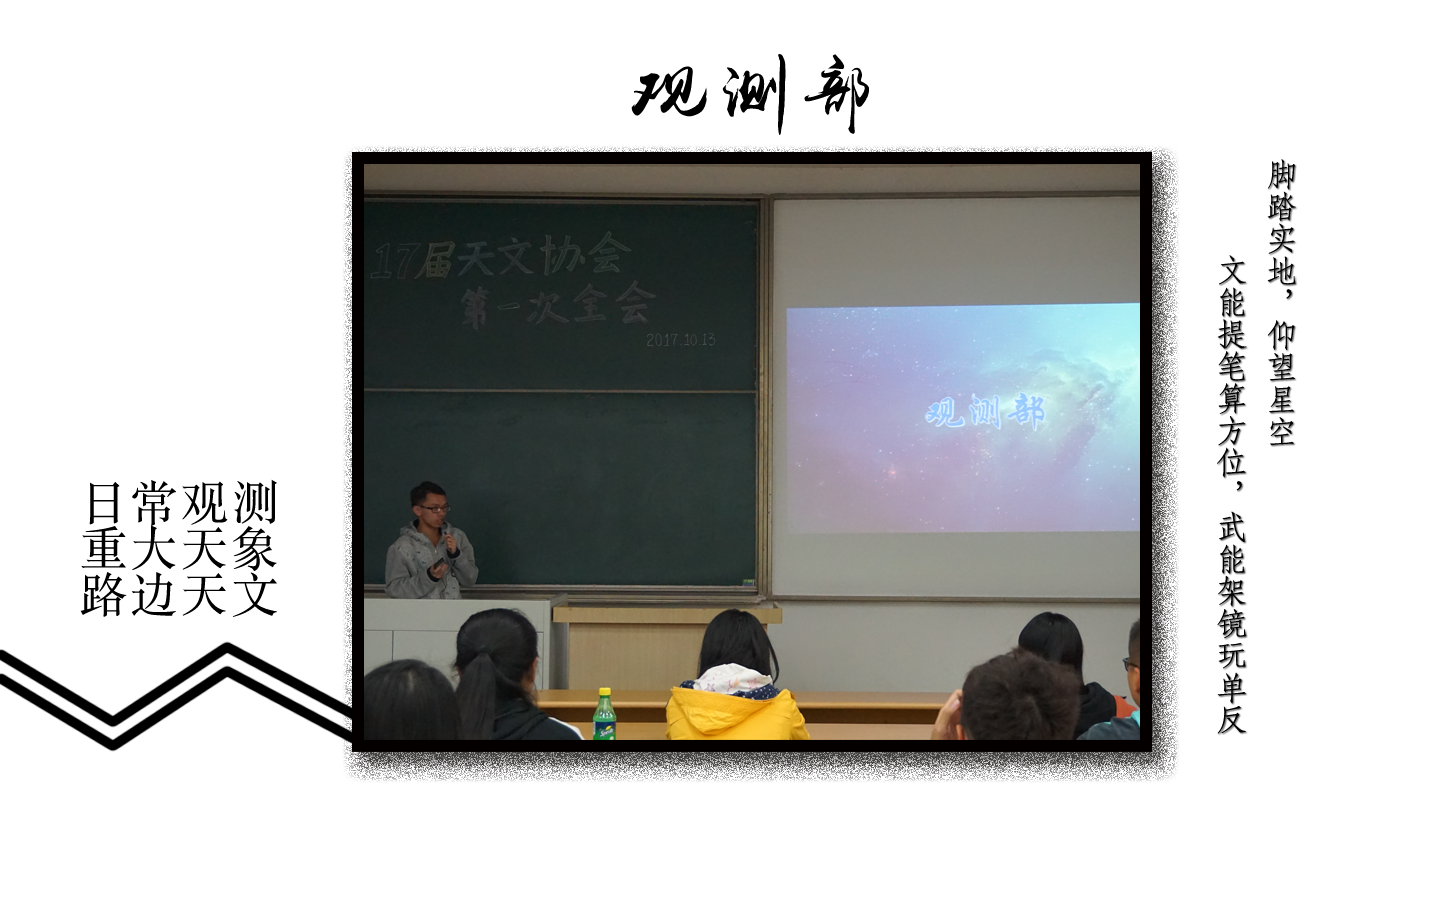 观测部
17届天文协会
第一次全会
2017.10.13
观测部
日常观测
重大天象
路边天文
脚踏实地，仰望星空
文能提笔算方位，武能架镜玩单反